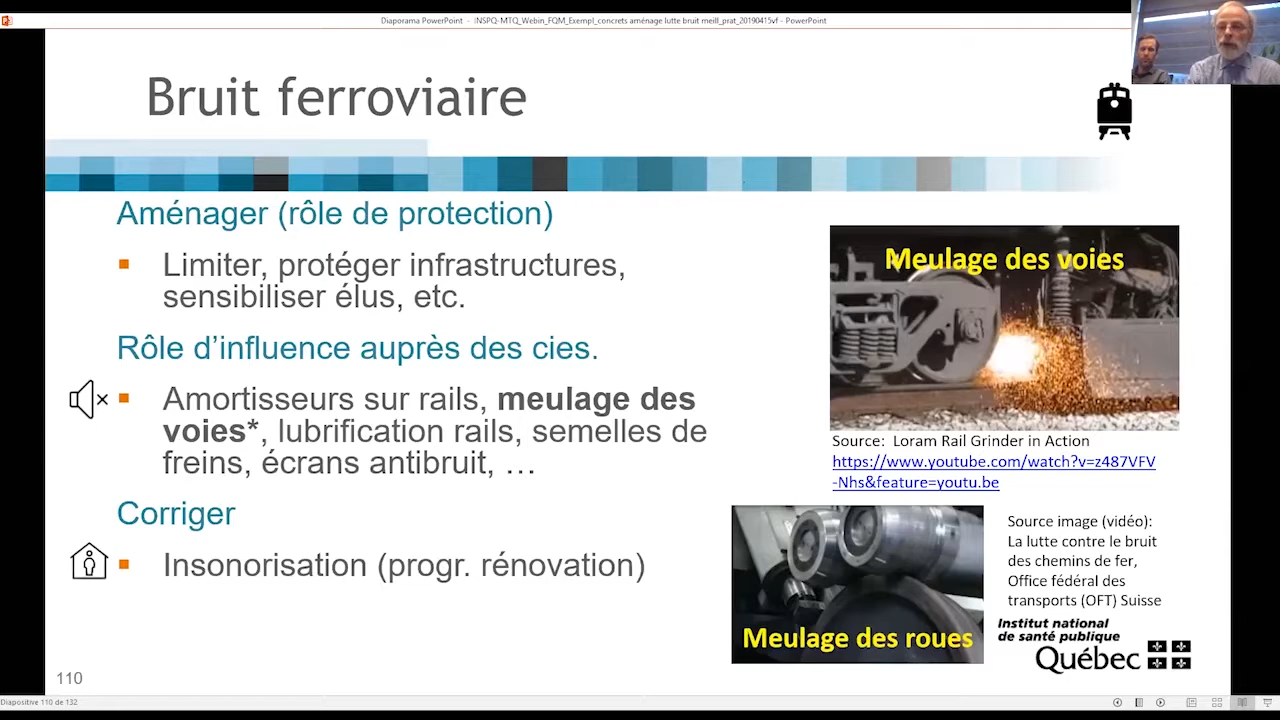 Diaporama PowerPoint - INSPQ-MTQ_Webin_FQM_Exempl_concrets aménage lutte bruit meill_prat_20190415vf - PowerPoint
Bruit ferroviaire
Aménager (rôle de protection)
Limiter, protéger infrastructures,
sensibiliser élus, etc.
Rôle d'influence auprès des cies.
Amortisseurs sur rails, meulage des
voies*, lubrification rails, semelles de
freins, écrans antibruit, …
Corriger
Insonorisation (progr. rénovation)
Meulage des voies
Source: Loram Rail Grinder in Action
https://www.youtube.com/watch?v=z487VFV
-Nhs&feature=youtu.be
Meulage des roues
Source image (vidéo):
La lutte contre le bruit
des chemins de fer,
Office fédéral des
transports (OFT) Suisse
Institut national
de santé publique
Québec
110
Diapositive 110 de 132